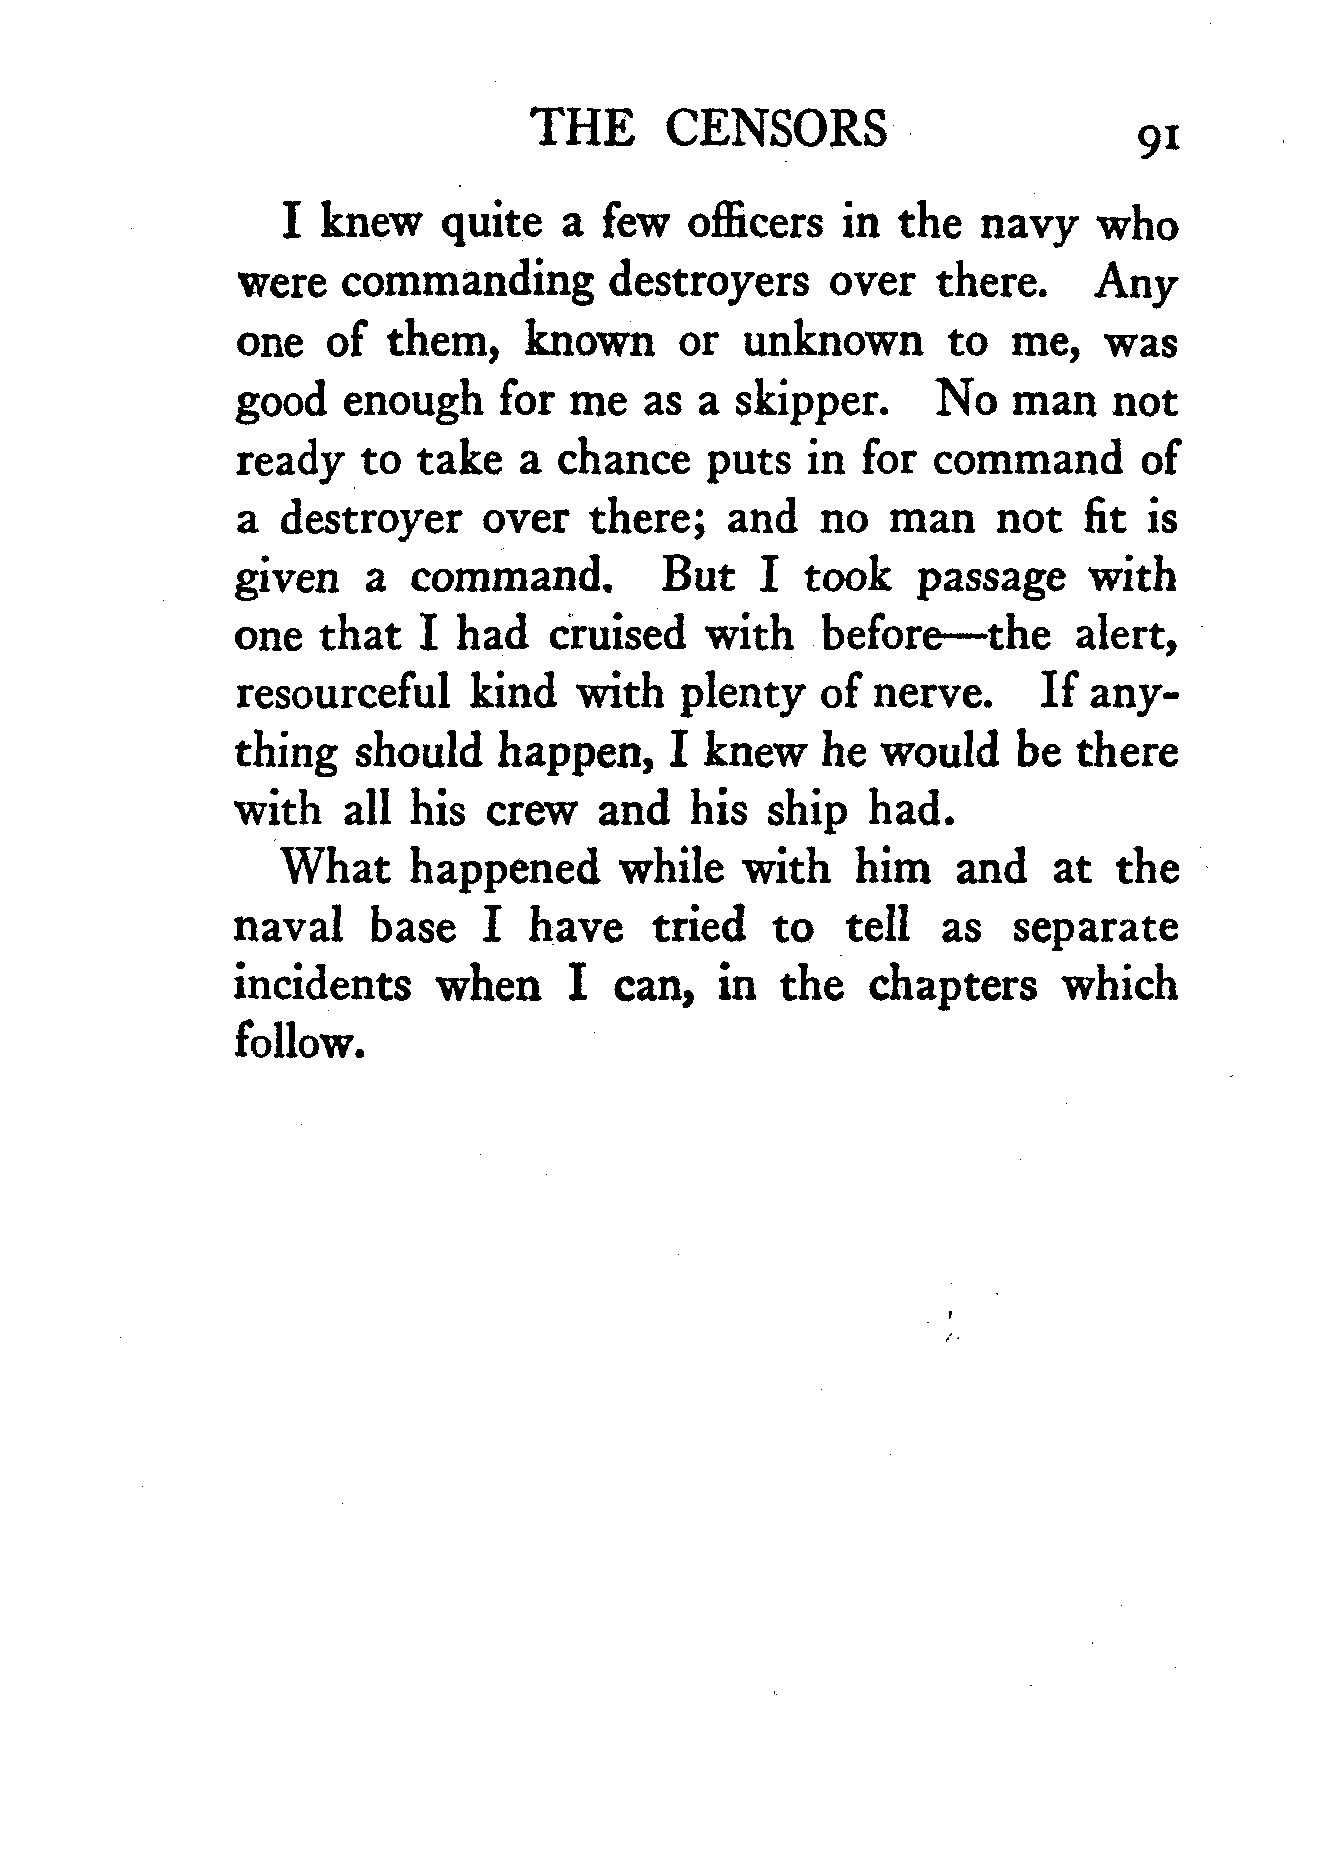 THE CENSORS 91
I knew quite a few officers in the navy who
were commanding destroyers over there. Any
one of them, known or unknown to me, was
good enough for me as a skipper. No man not
ready to take a chance puts in for command of
a destroyer over there; and no man not fit is
given a command. But I took passage with
one that I had cruised with before—the alert,
resourceful kind with plenty of nerve. If any-
thing should happen, I knew he would be there
with all his crew and his ship had.
What happened while with him and at the
naval base I have tried to tell as separate
incidents when I can, in the chapters which
follow.